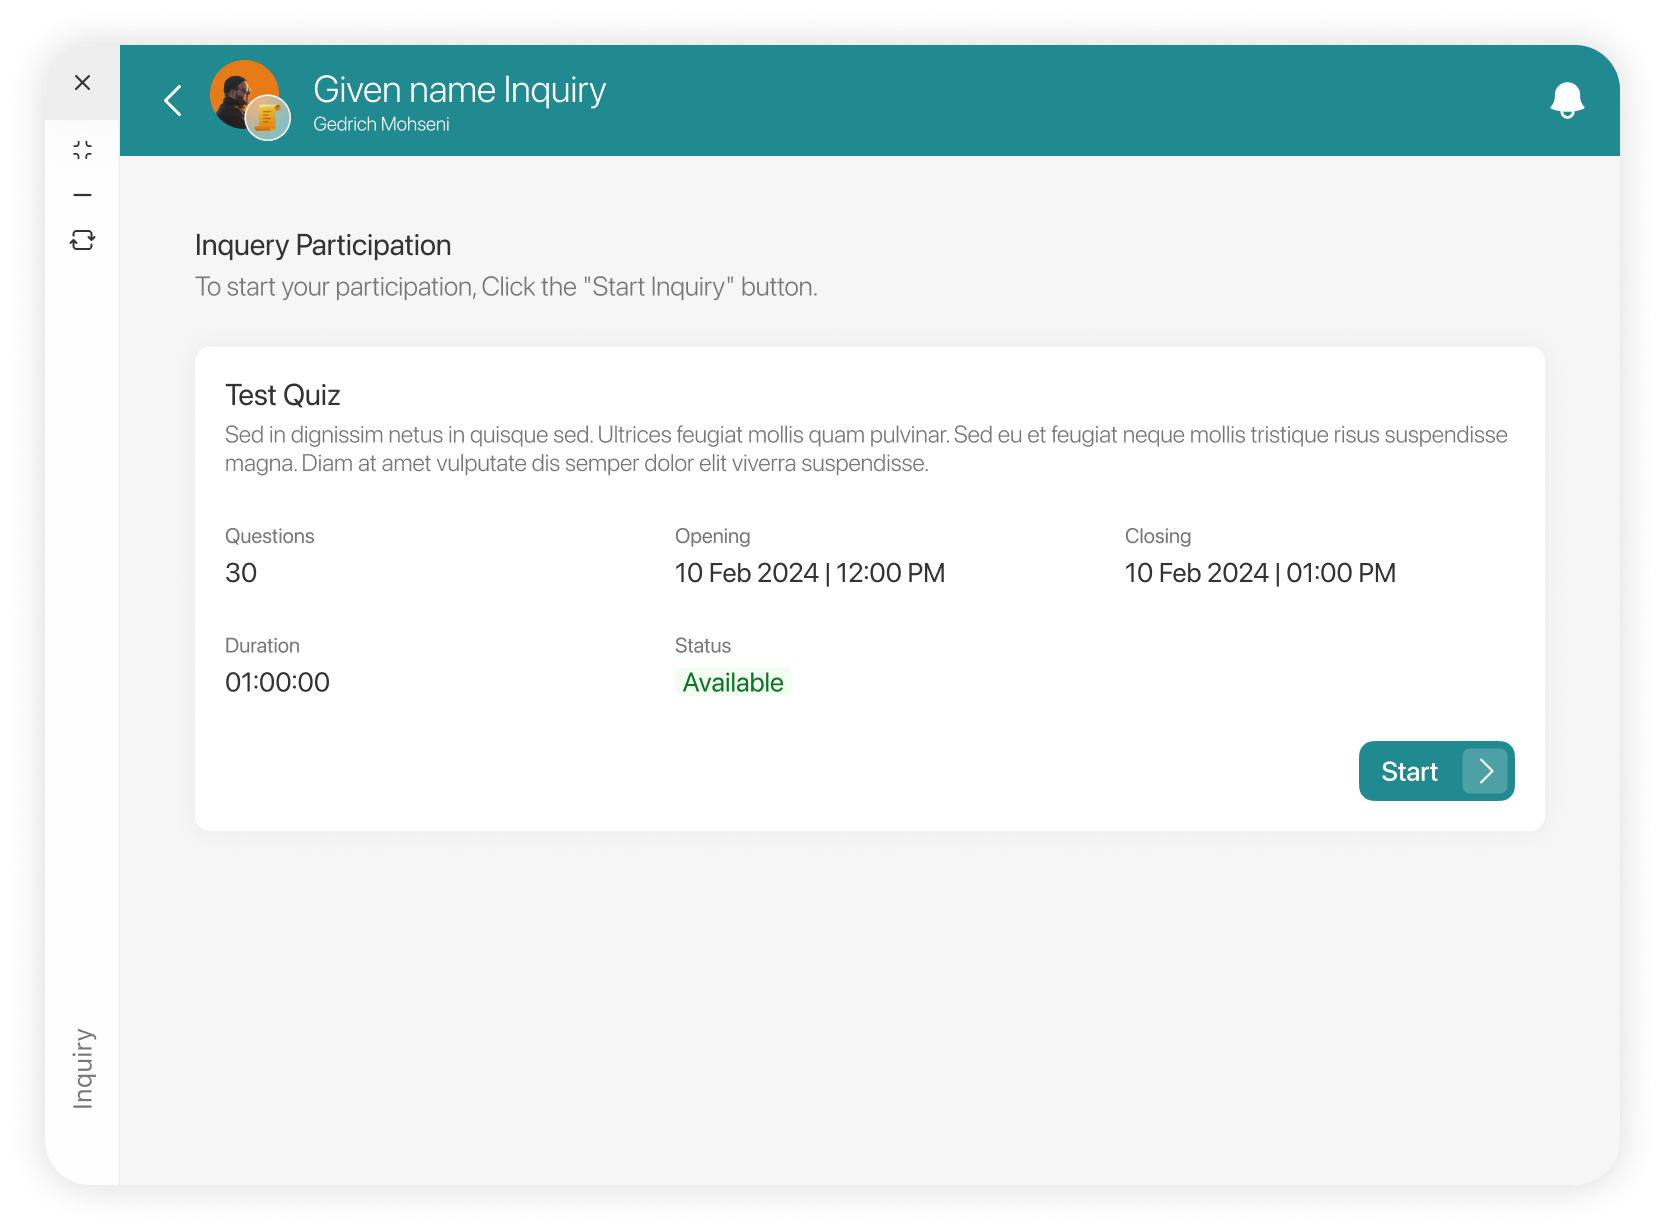 Given name Inquiry
Gedrich Mohseni
Inquery Participation
To start your participation, Click the "Start Inquiry" button.
Test Quiz
Sed in dignissim netus in quisque sed. Ultrices feugiat mollis quam pulvinar. Sed eu et feugiat neque mollis tristique risus suspendisse
magna. Diam at amet vulputate dis semper dolor elit viverra suspendisse.
Questions
30
Opening
10 Feb 2024 | 12:00 PM
Closing
10 Feb 2024 | 01:00 PM
Duration
01:00:00
Status
Available
Start
Inquiry